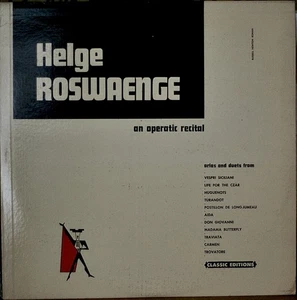 Helge
ROSWAENGE
an operatic recital
arias and duets from
VESPRI SICILIANI
LIFE FOR THE CZAR
HUGUENOTS
TURANDOT
POSTILLON DE LONGJUMEAU
AIDA
DON GIOVANNI
MADAMA BUTTERFLY
TRAVIATA
CARMEN
TROVATORE
CLASSIC EDITIONS